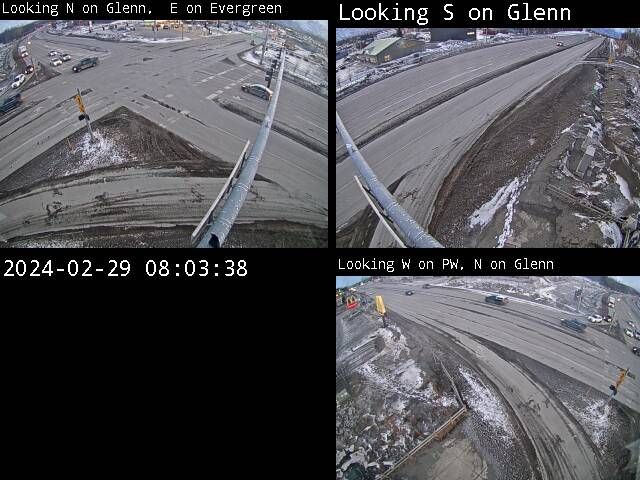 Looking N on Glenn, E on Evergreen
Looking S on Glenn
2024-02-29 08:03:38
Looking W on PW, N on Glenn